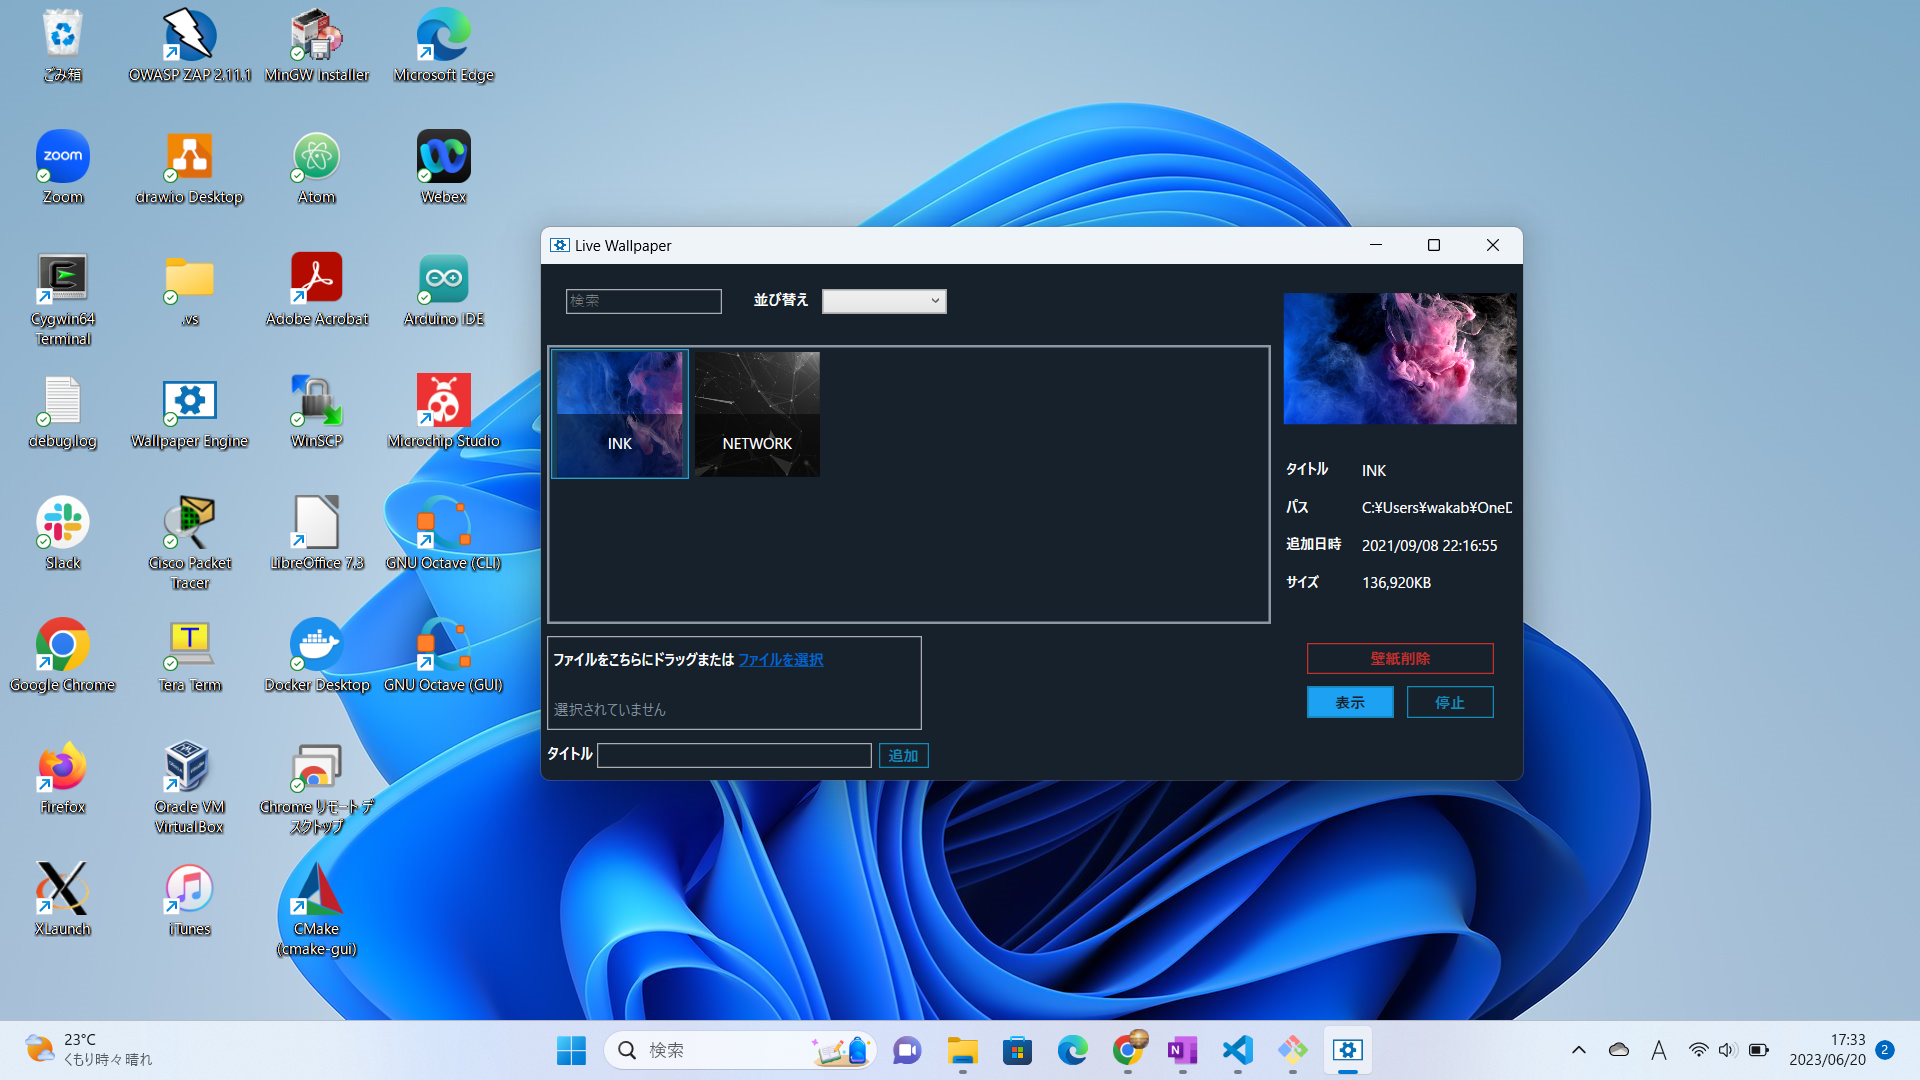 ごみ箱
OWASP ZAP 2.11.1
MinGW Installer
Microsoft Edge
zoom
Zoom
draw.io Desktop
Atom
Webex
Cygwin64
Terminal
.vs
Adobe Acrobat
Arduino IDE
debug.log
Wallpaper Engine
WinSCP
Microchip Studio
Slack
Cisco Packet
Tracer
LibreOffice 7.3
GNU Octave (CLI)
Google Chrome
T
Tera Term
Docker Desktop
GNU Octave (GUI)
Firefox
Oracle VM
VirtualBox
Chrome リモート デ
スクトップ
XLaunch
iTunes
CMake
(cmake-gui)
Live Wallpaper
検索
並び替え
INK
NETWORK
タイトル INK
パス C:¥Users¥wakab¥OneD
追加日時 2021/09/08 22:16:55
サイズ 136,920KB
ファイルをこちらにドラッグまたは ファイルを選択
選択されていません
タイトル
追加
壁紙削除
表示
停止
23°C
くもり時々晴れ
検索
N
A
17:33
2023/06/20
2